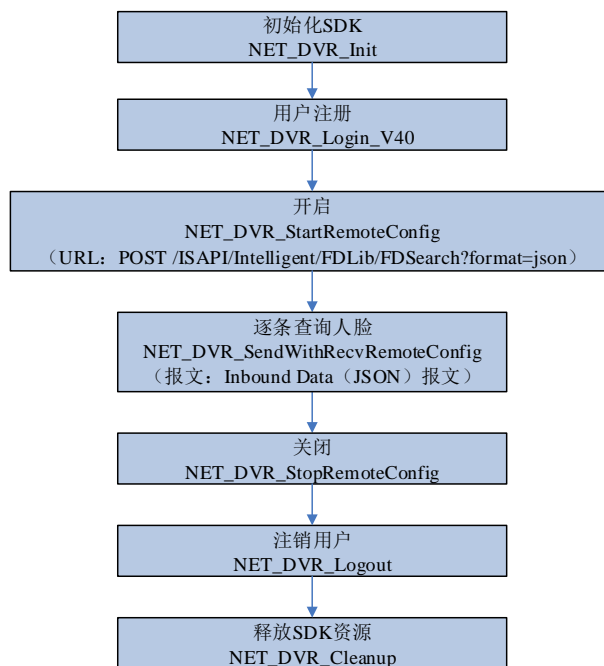 初始化SDK
NET_DVR_Init
用户注册
NET_DVR_Login_V40
开启
NET_DVR_StartRemoteConfig
（URL：POST /ISAPI/Intelligent/FDLib/FDSearch?format=json）
逐条查询人脸
NET_DVR_SendWithRecvRemoteConfig
（报文：Inbound Data（JSON）报文）
关闭
NET_DVR_StopRemoteConfig
注销用户
NET_DVR_Logout
释放SDK资源
NET_DVR_Cleanup